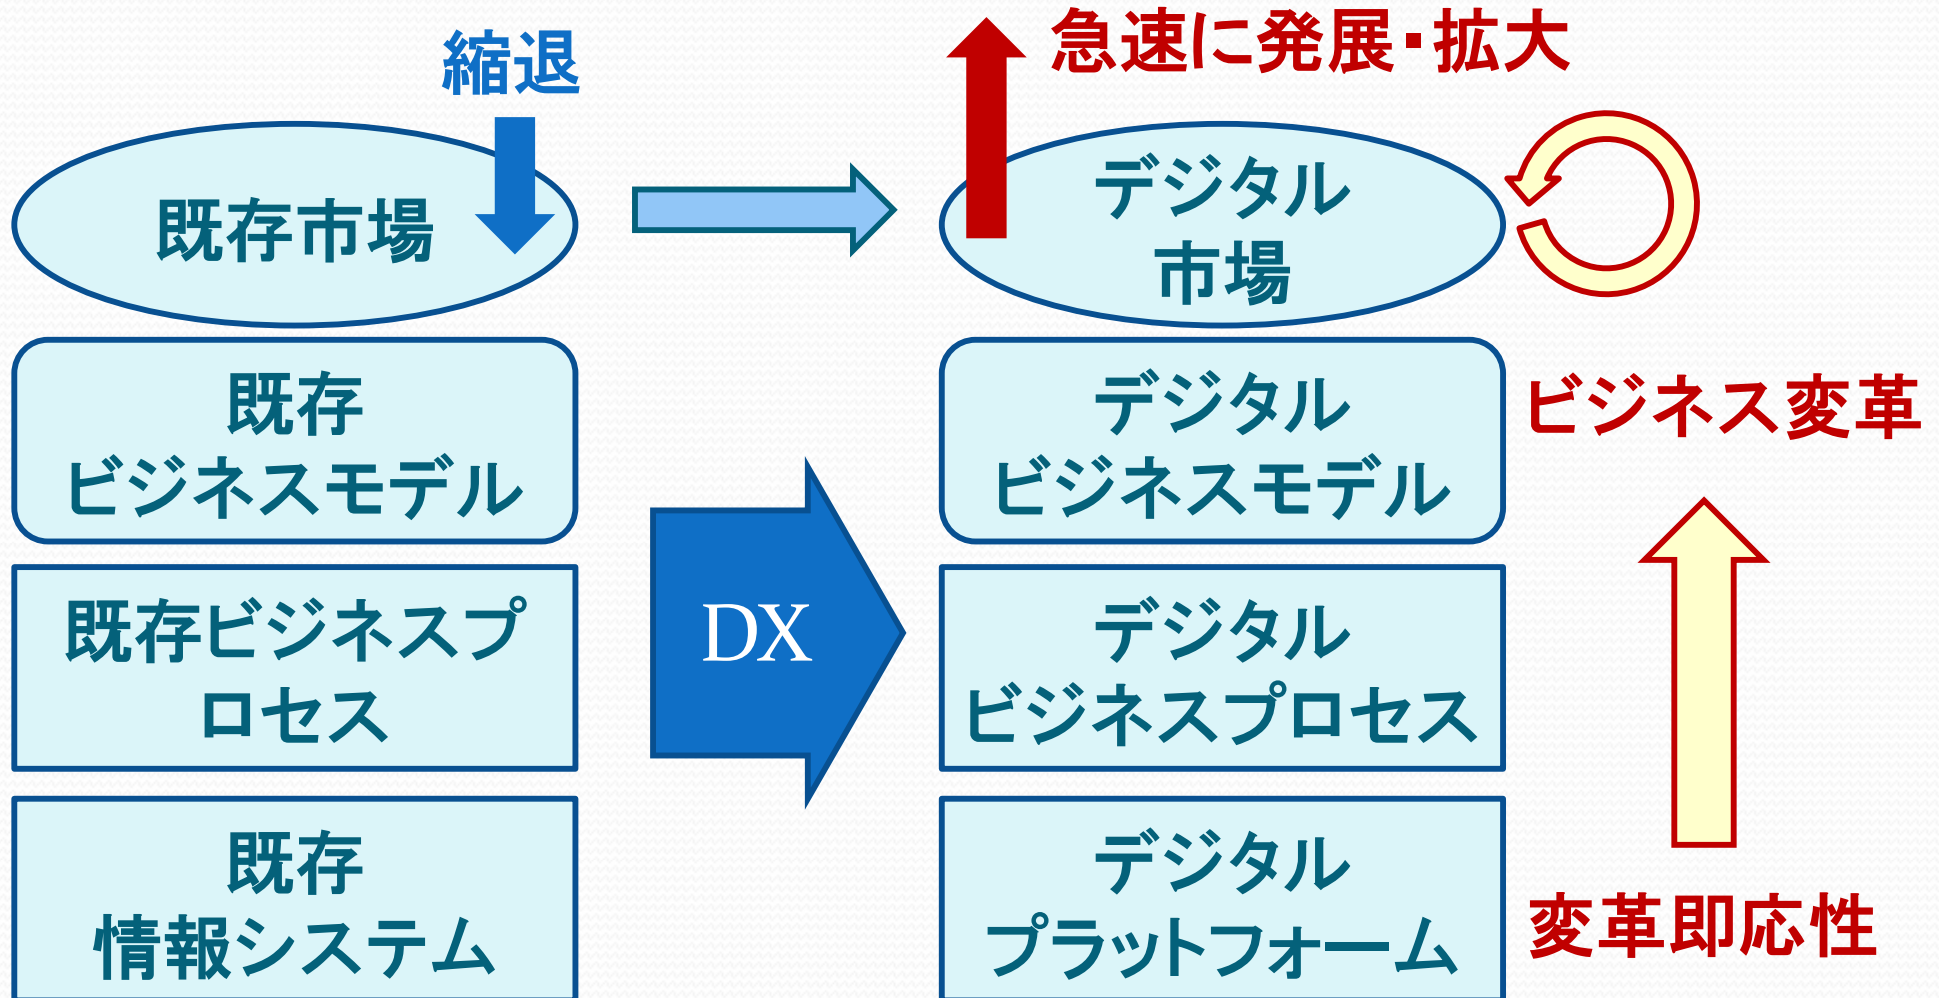 縮退
急速に発展・拡大
既存市場
デジタル
市場
既存
ビジネスモデル
デジタル
ビジネスモデル
ビジネス変革
既存ビジネスプ
ロセス
DX
デジタル
ビジネスプロセス
既存
情報システム
デジタル
プラットフォーム
変革即応性